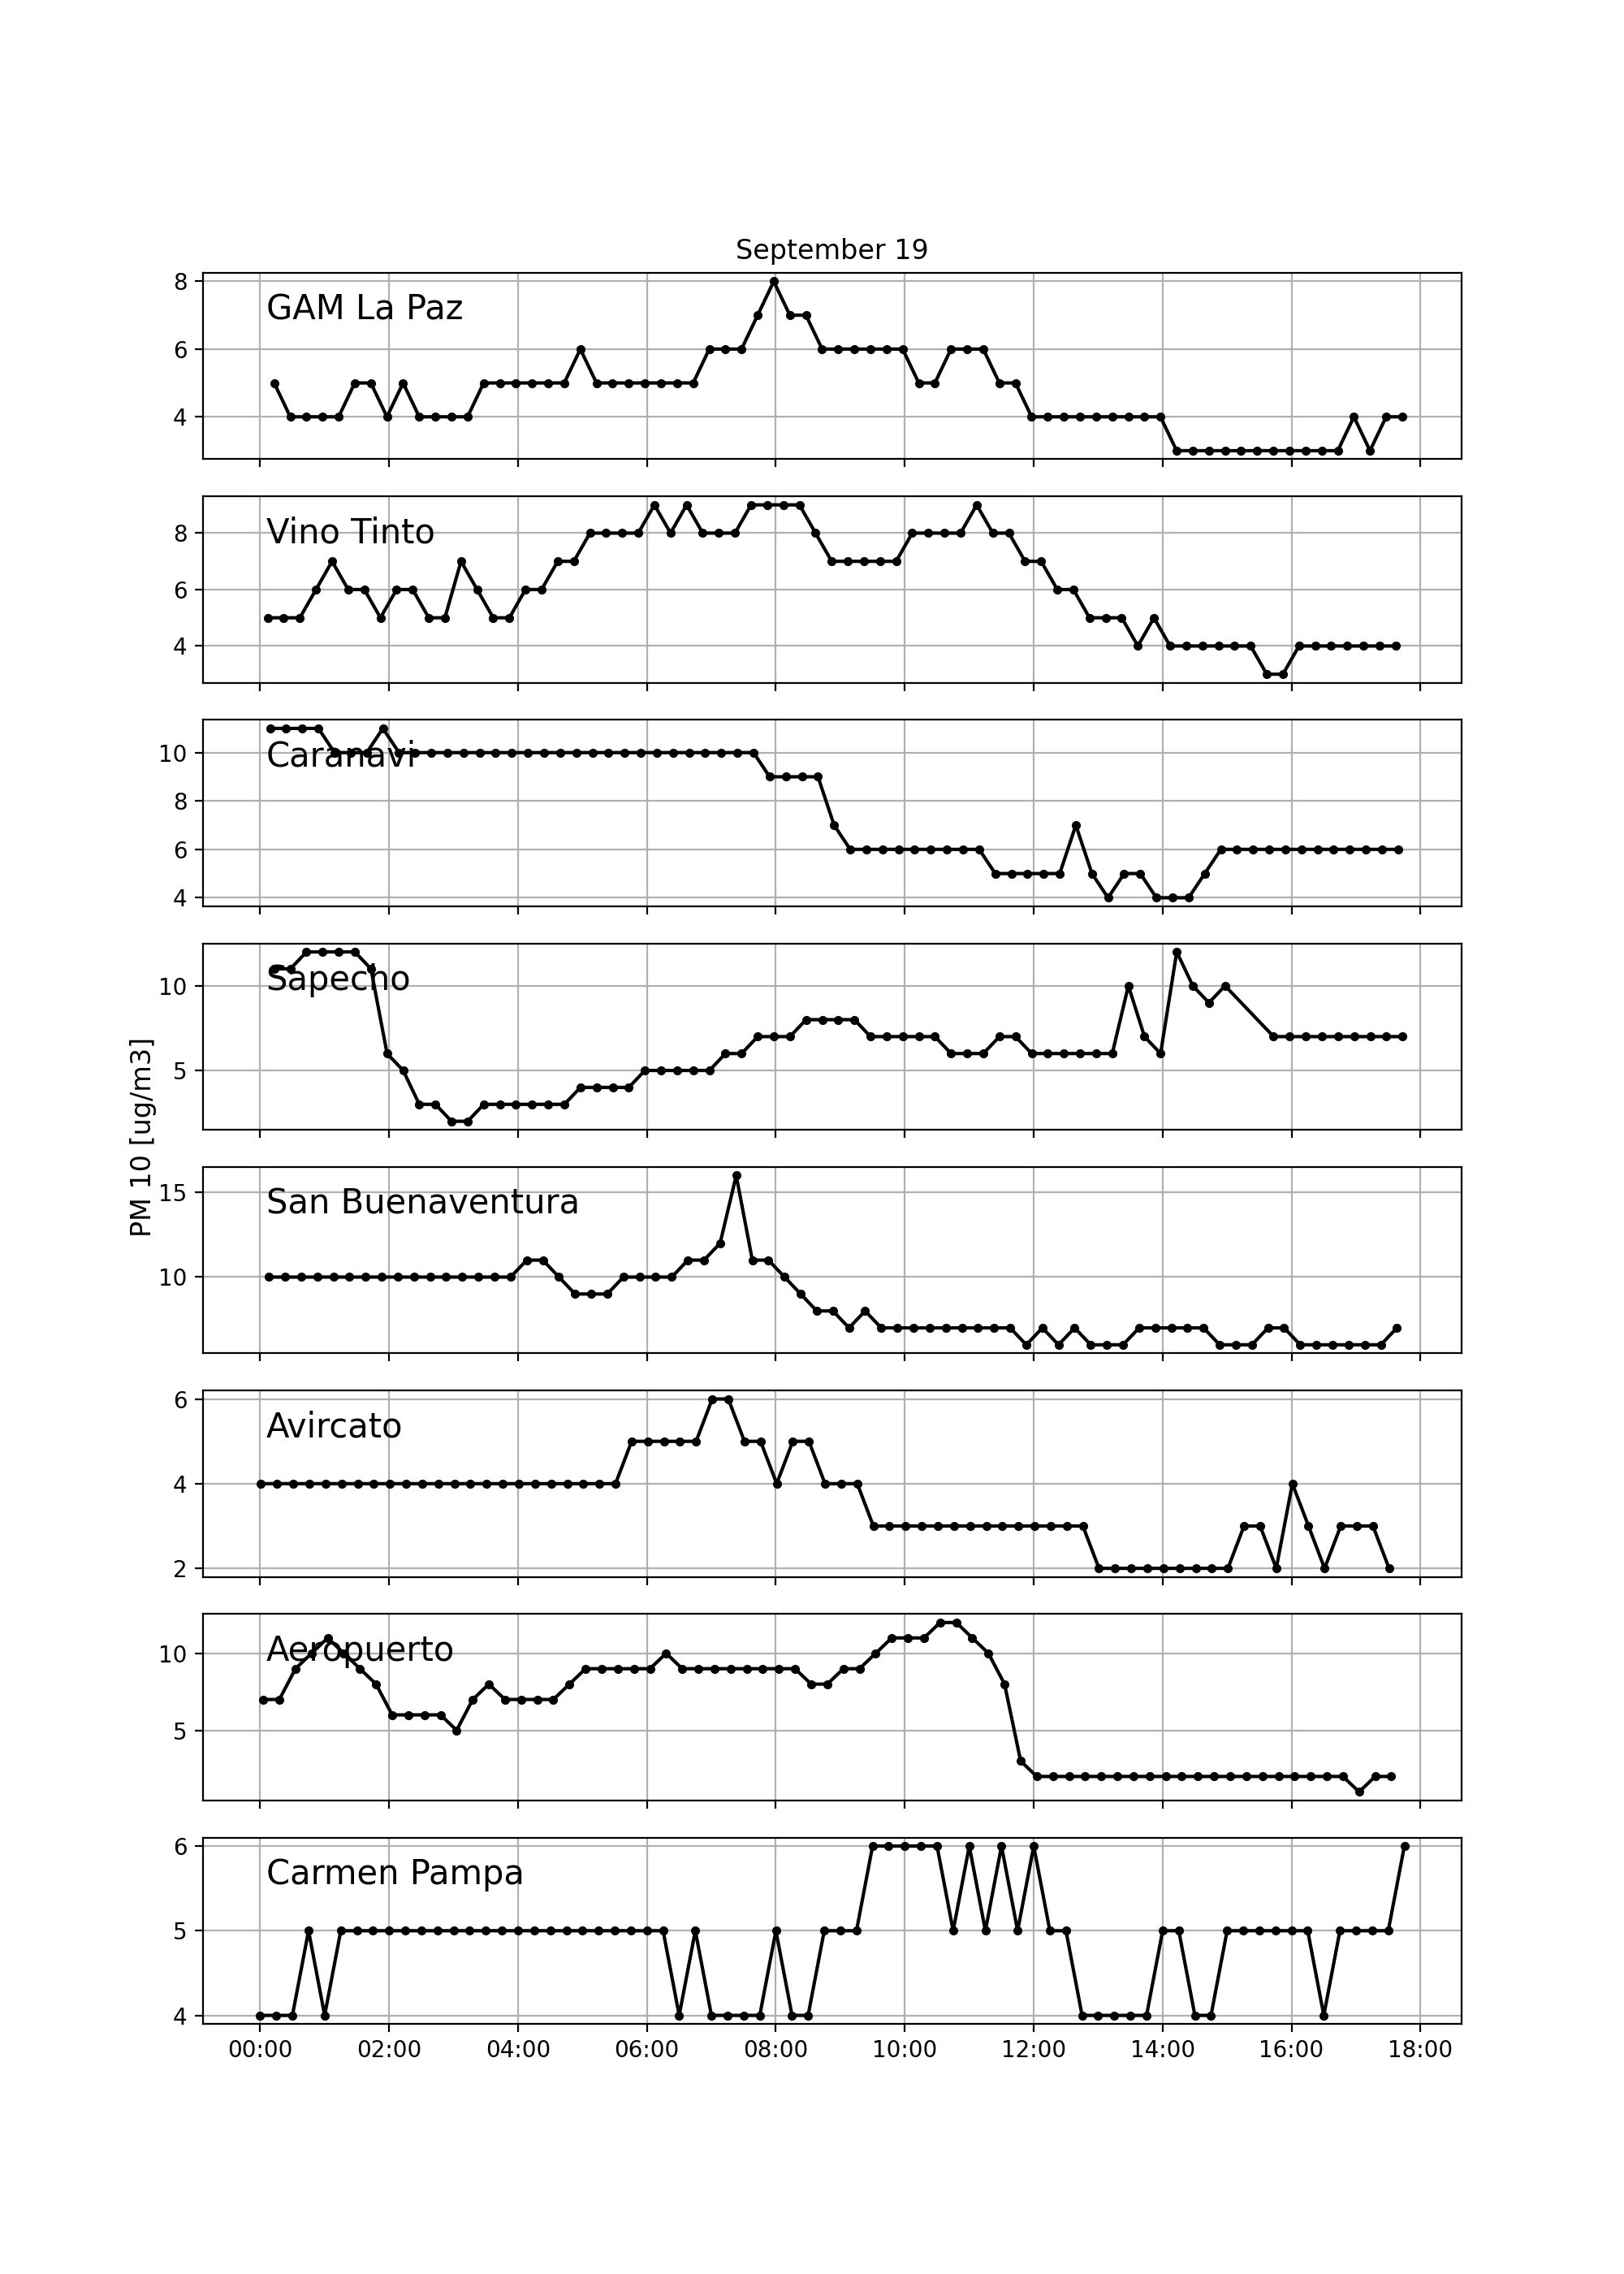 September 19
PM 10 [ug/m3]
GAM La Paz
8
6
4
Vino Tinto
8
6
4
Caranavi
10
8
6
4
Sapecho
10
5
San Buenaventura
15
10
Avircato
6
4
2
Aeropuerto
10
5
Carmen Pampa
6
5
4
00:00 02:00 04:00 06:00 08:00 10:00 12:00 14:00 16:00 18:00